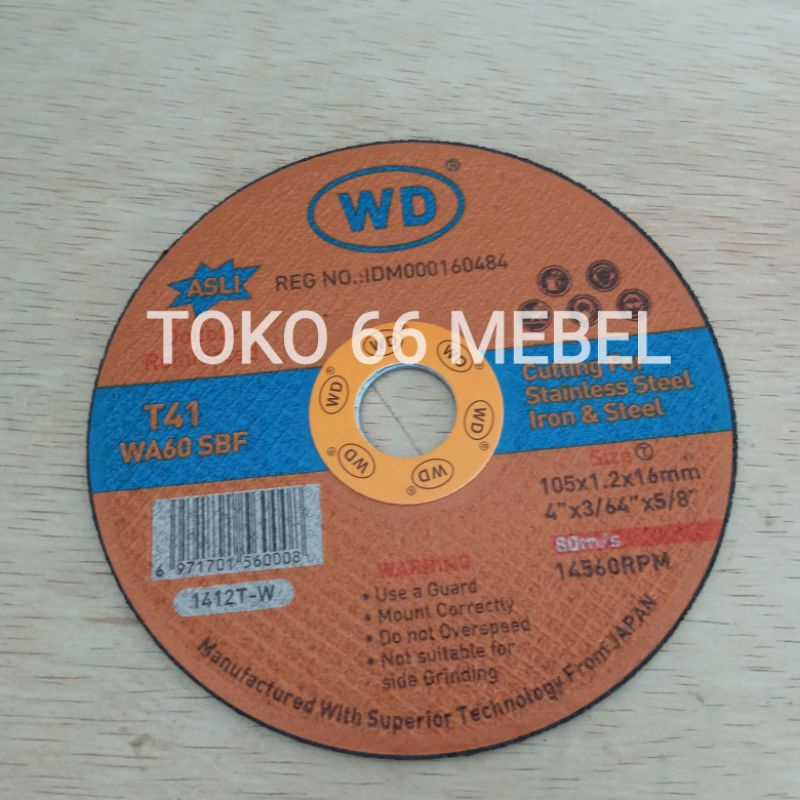 WD ®
REG NO.:IDM000160484
ASLI
TOKO 66 MEBEL
T41
WA60 SBF
Cutting For
Stainless Steel
Iron & Steel
WD ®
WD ®
WD ®
WD ®
WD ®
WD ®
Size T
105x1.2x16mm
4"x3/64"x5/8"
80m/s
14560RPM
6 971701 560008
1412T-W
WARNING
• Use a Guard
• Mount Correctly
• Do not Overspeed
• Not suitable for
side Grinding
Manufactured With Superior Technology From JAPAN